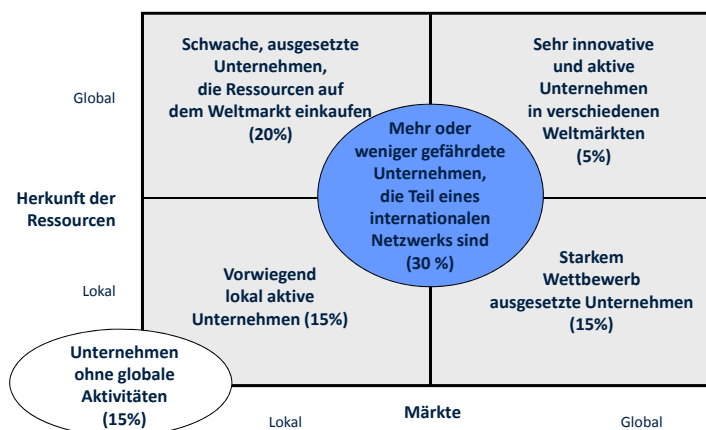 Schwache, ausgesetzte
Unternehmen,
die Ressourcen auf
dem Weltmarkt einkaufen
(20%)
Sehr innovative
und aktive
Unternehmen
in verschiedenen
Weltmärkten
(5%)
Global
Mehr oder
weniger gefährdete
Unternehmen,
die Teil eines
internationalen
Netzwerks sind
(30 %)
Herkunft der
Ressourcen
Lokal
Vorwiegend
lokal aktive
Unternehmen (15%)
Starkem
Wettbewerb
ausgesetzte Unternehmen
(15%)
Unternehmen
ohne globale
Aktivitäten
(15%)
Lokal
Märkte
Global